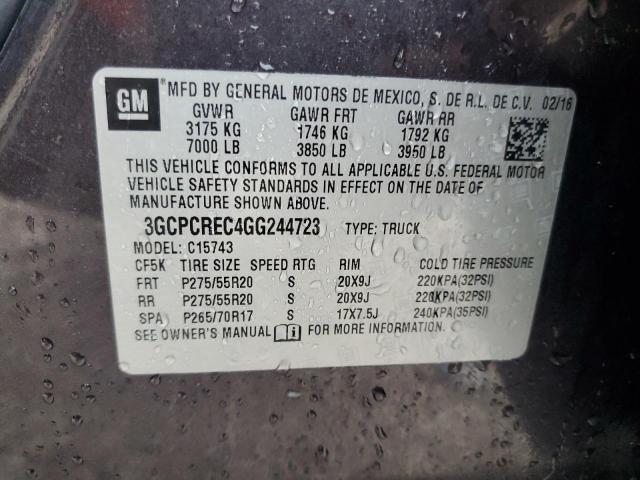 GM ® MFD BY GENERAL MOTORS DE MEXICO, S. DE R.L. DE C.V. 02/16
GVWR GAWR FRT GAWR RR
3175 KG 1746 KG 1792 KG
7000 LB 3850 LB 3950 LB
THIS VEHICLE CONFORMS TO ALL APPLICABLE U.S. FEDERAL MOTOR
VEHICLE SAFETY STANDARDS IN EFFECT ON THE DATE OF
MANUFACTURE SHOWN ABOVE.
3GCPCREC4GG244723 TYPE: TRUCK
MODEL: C15743
CF5K TIRE SIZE SPEED RTG RIM COLD TIRE PRESSURE
FRT P275/55R20 S 20X9J 220KPA(32PSI)
RR P275/55R20 S 20X9J 220KPA(32PSI)
SPA P265/70R17 S 17X7.5J 240KPA(35PSI)
SEE OWNER'S MANUAL FOR MORE INFORMATION.